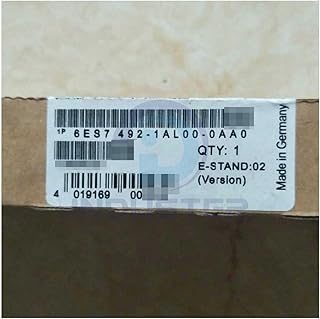 1P 6ES7 492-1AL00-0AA0
QTY: 1
E-STAND:02
(Version)
4 019169 00
Made in Germany